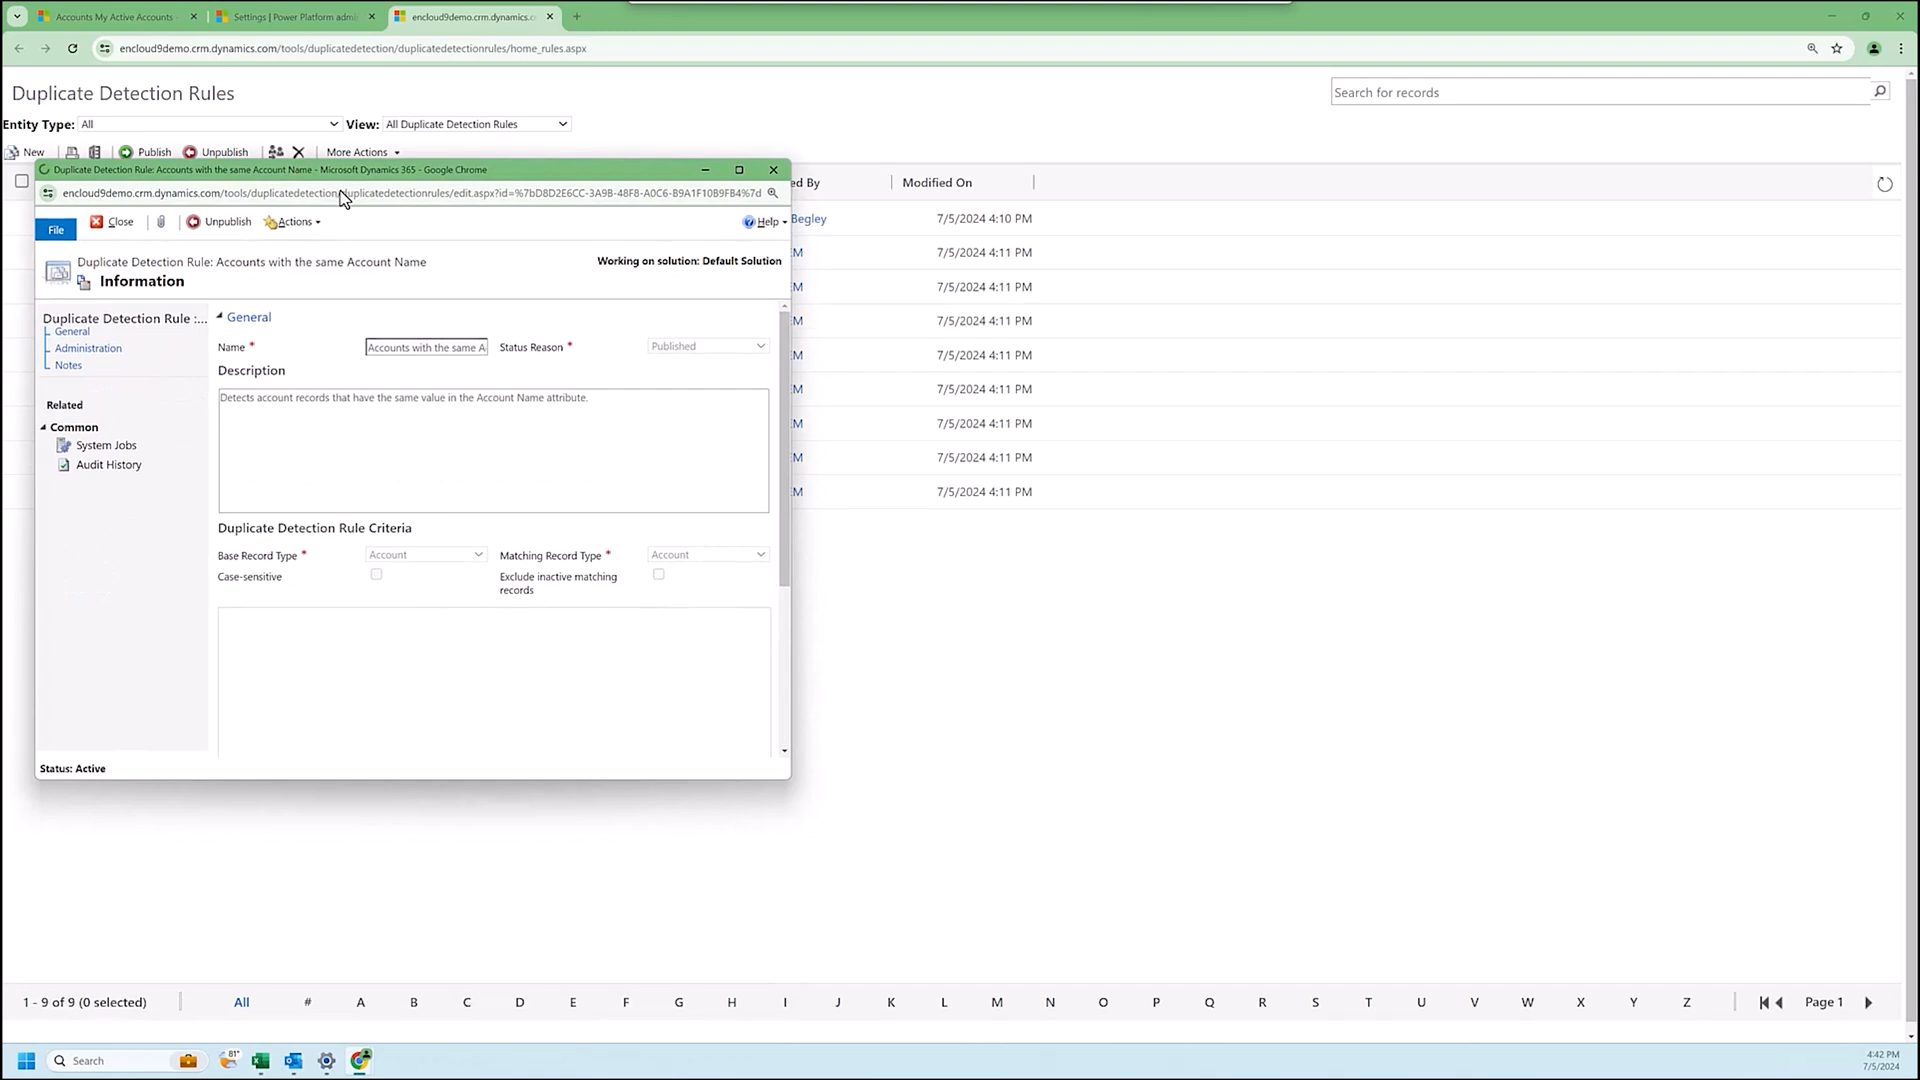 Accounts My Active Accounts
Settings | Power Platform admi
encloud9demo.crm.dynamics.c
encloud9demo.crm.dynamics.com/tools/duplicatedetection/duplicatedetectionrules/home_rules.aspx
Duplicate Detection Rules
Search for records
Entity Type: All View: All Duplicate Detection Rules
New Publish Unpublish More Actions
Duplicate Detection Rule: Accounts with the same Account Name - Microsoft Dynamics 365 - Google Chrome
ed By Modified On
encloud9demo.crm.dynamics.com/tools/duplicatedetection/duplicatedetectionrules/edit.aspx?id=%7bD8D2E6CC-3A9B-48F8-A0C6-B9A1F10B9FB4%7d
File Close Unpublish Actions Help
Begley 7/5/2024 4:10 PM
EM 7/5/2024 4:11 PM
EM 7/5/2024 4:11 PM
EM 7/5/2024 4:11 PM
EM 7/5/2024 4:11 PM
EM 7/5/2024 4:11 PM
EM 7/5/2024 4:11 PM
EM 7/5/2024 4:11 PM
EM 7/5/2024 4:11 PM
Duplicate Detection Rule: Accounts with the same Account Name
Information
Working on solution: Default Solution
Duplicate Detection Rule :...
General
Administration
Notes
Related
Common
System Jobs
Audit History
General
Name * Accounts with the same A Status Reason * Published
Description
Detects account records that have the same value in the Account Name attribute.
Duplicate Detection Rule Criteria
Base Record Type * Account Matching Record Type * Account
Case-sensitive Exclude inactive matching
records
Status: Active
1 - 9 of 9 (0 selected) All # A B C D E F G H I J K L M N O P Q R S T U V W X Y Z Page 1
Search 81°
4:42 PM
7/5/2024